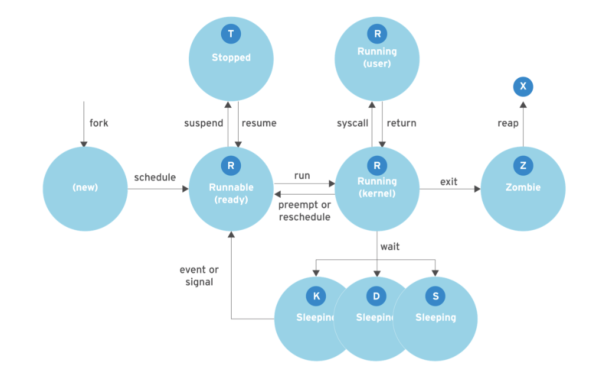 T
Stopped
R
Running
(user)
X
fork
suspend
resume
syscall
return
reap
(new)
schedule
R
Runnable
(ready)
run
preempt or
reschedule
R
Running
(kernel)
exit
Z
Zombie
wait
event or
signal
K
Sleeping
D
Sleeping
S
Sleeping